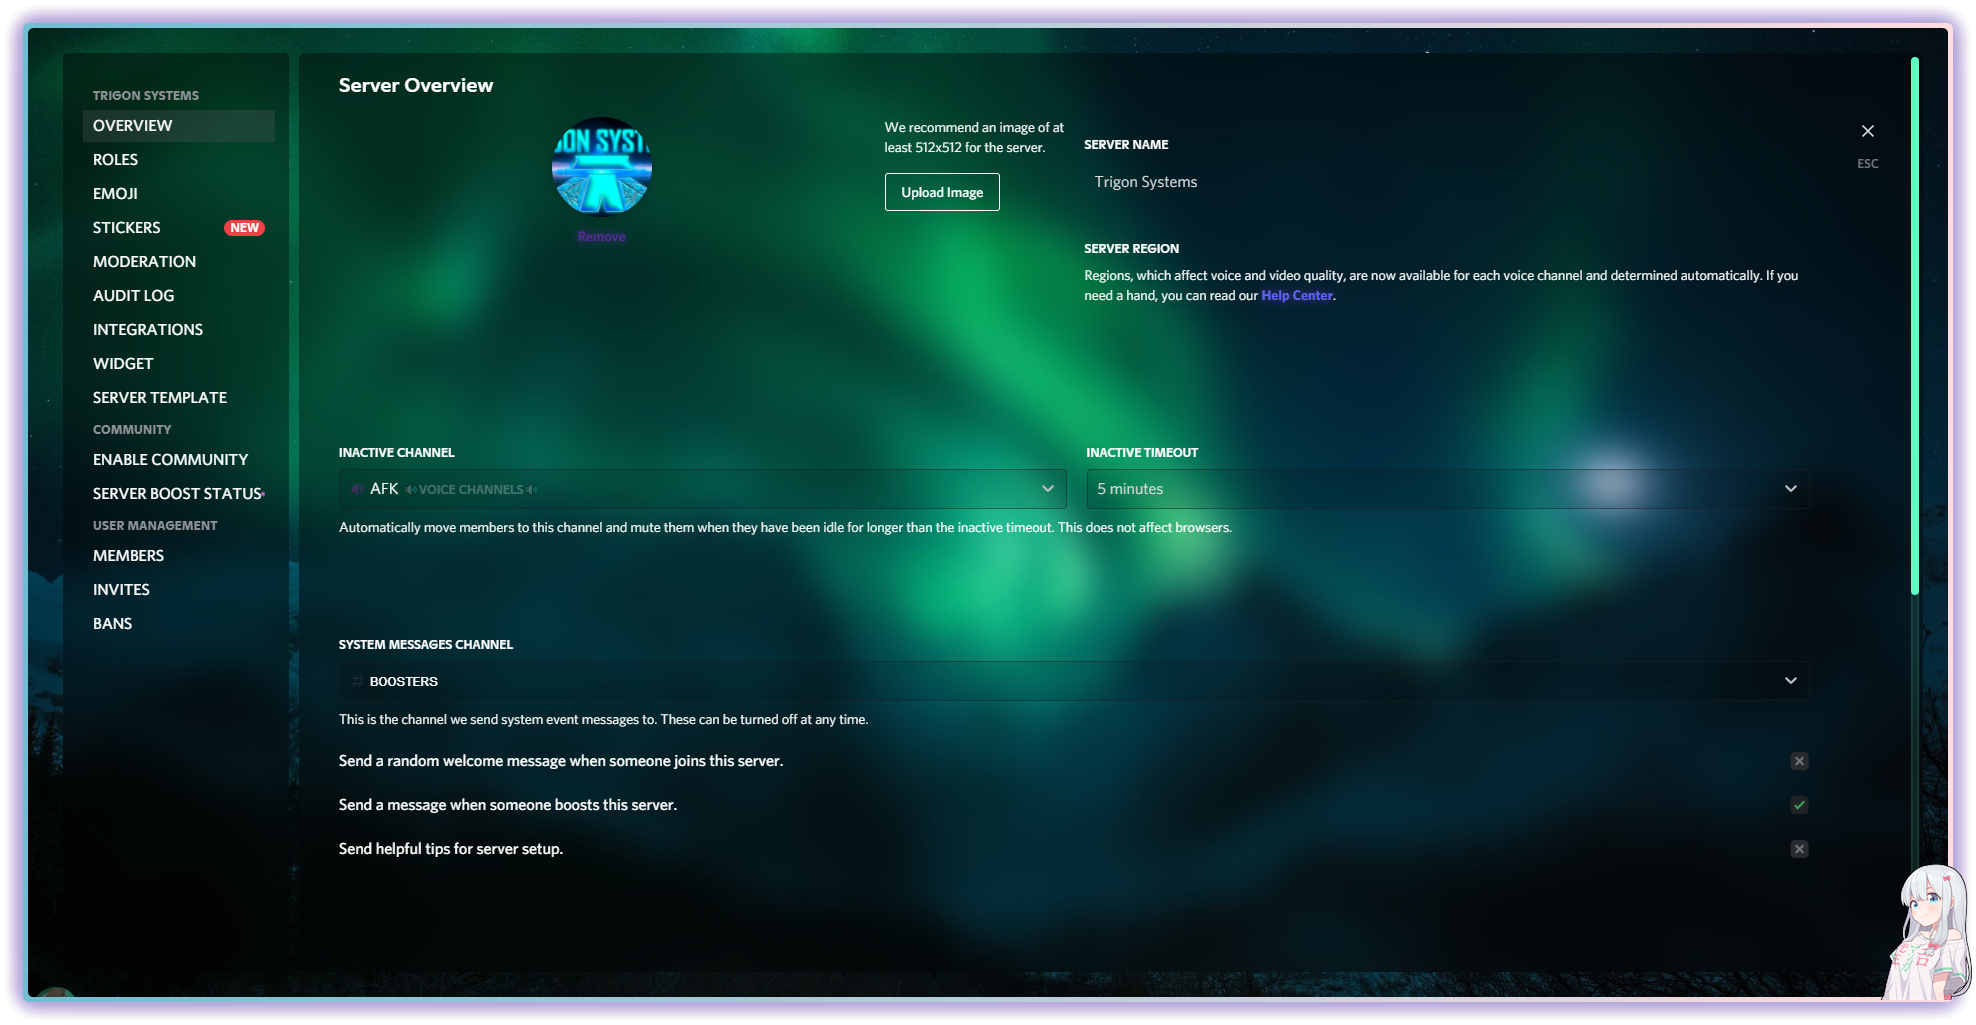 TRIGON SYSTEMS
OVERVIEW
ROLES
EMOJI
STICKERS NEW
MODERATION
AUDIT LOG
INTEGRATIONS
WIDGET
SERVER TEMPLATE
COMMUNITY
ENABLE COMMUNITY
SERVER BOOST STATUS
USER MANAGEMENT
MEMBERS
INVITES
BANS
Server Overview
Remove
We recommend an image of at
least 512x512 for the server.
Upload Image
SERVER NAME
Trigon Systems
ESC
SERVER REGION
Regions, which affect voice and video quality, are now available for each voice channel and determined automatically. If you
need a hand, you can read our Help Center.
INACTIVE CHANNEL
AFK 🔊VOICE CHANNELS🔊
INACTIVE TIMEOUT
5 minutes
Automatically move members to this channel and mute them when they have been idle for longer than the inactive timeout. This does not affect browsers.
SYSTEM MESSAGES CHANNEL
# BOOSTERS
This is the channel we send system event messages to. These can be turned off at any time.
Send a random welcome message when someone joins this server.
Send a message when someone boosts this server.
Send helpful tips for server setup.